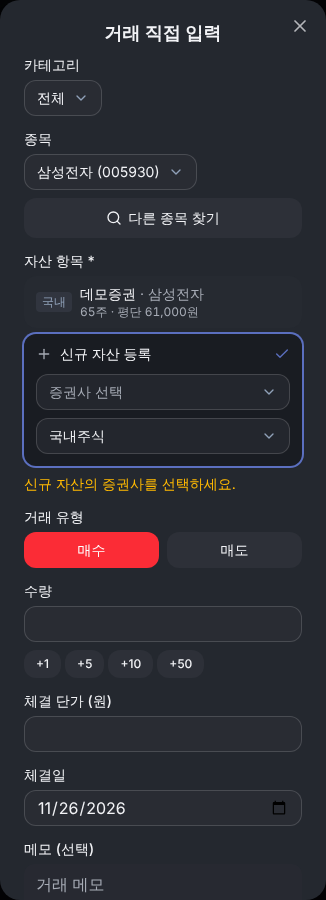 거래 직접 입력
카테고리
전체
종목
삼성전자 (005930)
다른 종목 찾기
자산 항목 *
국내
데모증권 · 삼성전자
65주 · 평단 61,000원
신규 자산 등록
증권사 선택
국내주식
신규 자산의 증권사를 선택하세요.
거래 유형
매수 매도
수량
+1 +5 +10 +50
체결 단가 (원)
체결일
11/26/2026
메모 (선택)
거래 메모